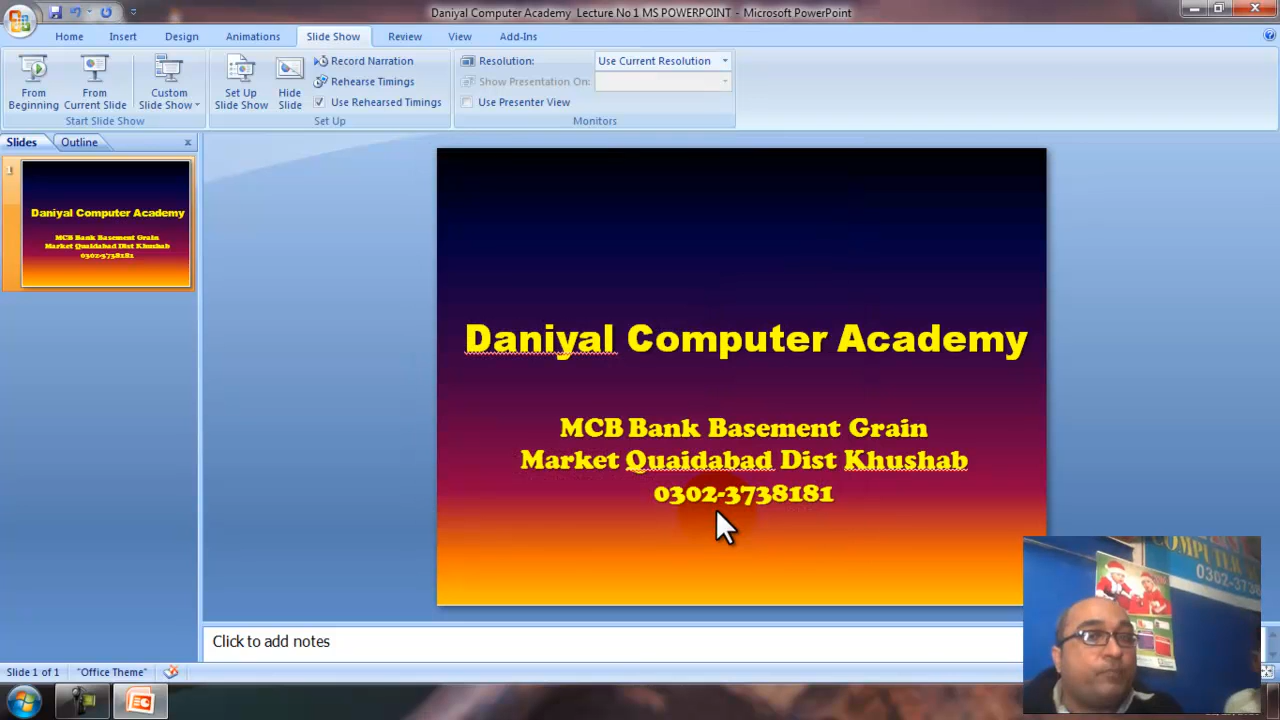 Daniyal Computer Academy Lecture No 1 MS POWERPOINT - Microsoft PowerPoint
Home Insert Design Animations Slide Show Review View Add-Ins
From Beginning
From Current Slide
Custom Slide Show
Start Slide Show
Set Up Slide Show
Hide Slide
Record Narration
Rehearse Timings
Use Rehearsed Timings
Set Up
Resolution: Use Current Resolution
Show Presentation On:
Use Presenter View
Monitors
Slides Outline
1
Daniyal Computer Academy
MCB Bank Basement Grain
Market Quaidabad Dist Khushab
0302-3738181
Daniyal Computer Academy
MCB Bank Basement Grain
Market Quaidabad Dist Khushab
0302-3738181
COMPUTER
0302-3738
Click to add notes
Slide 1 of 1 "Office Theme"